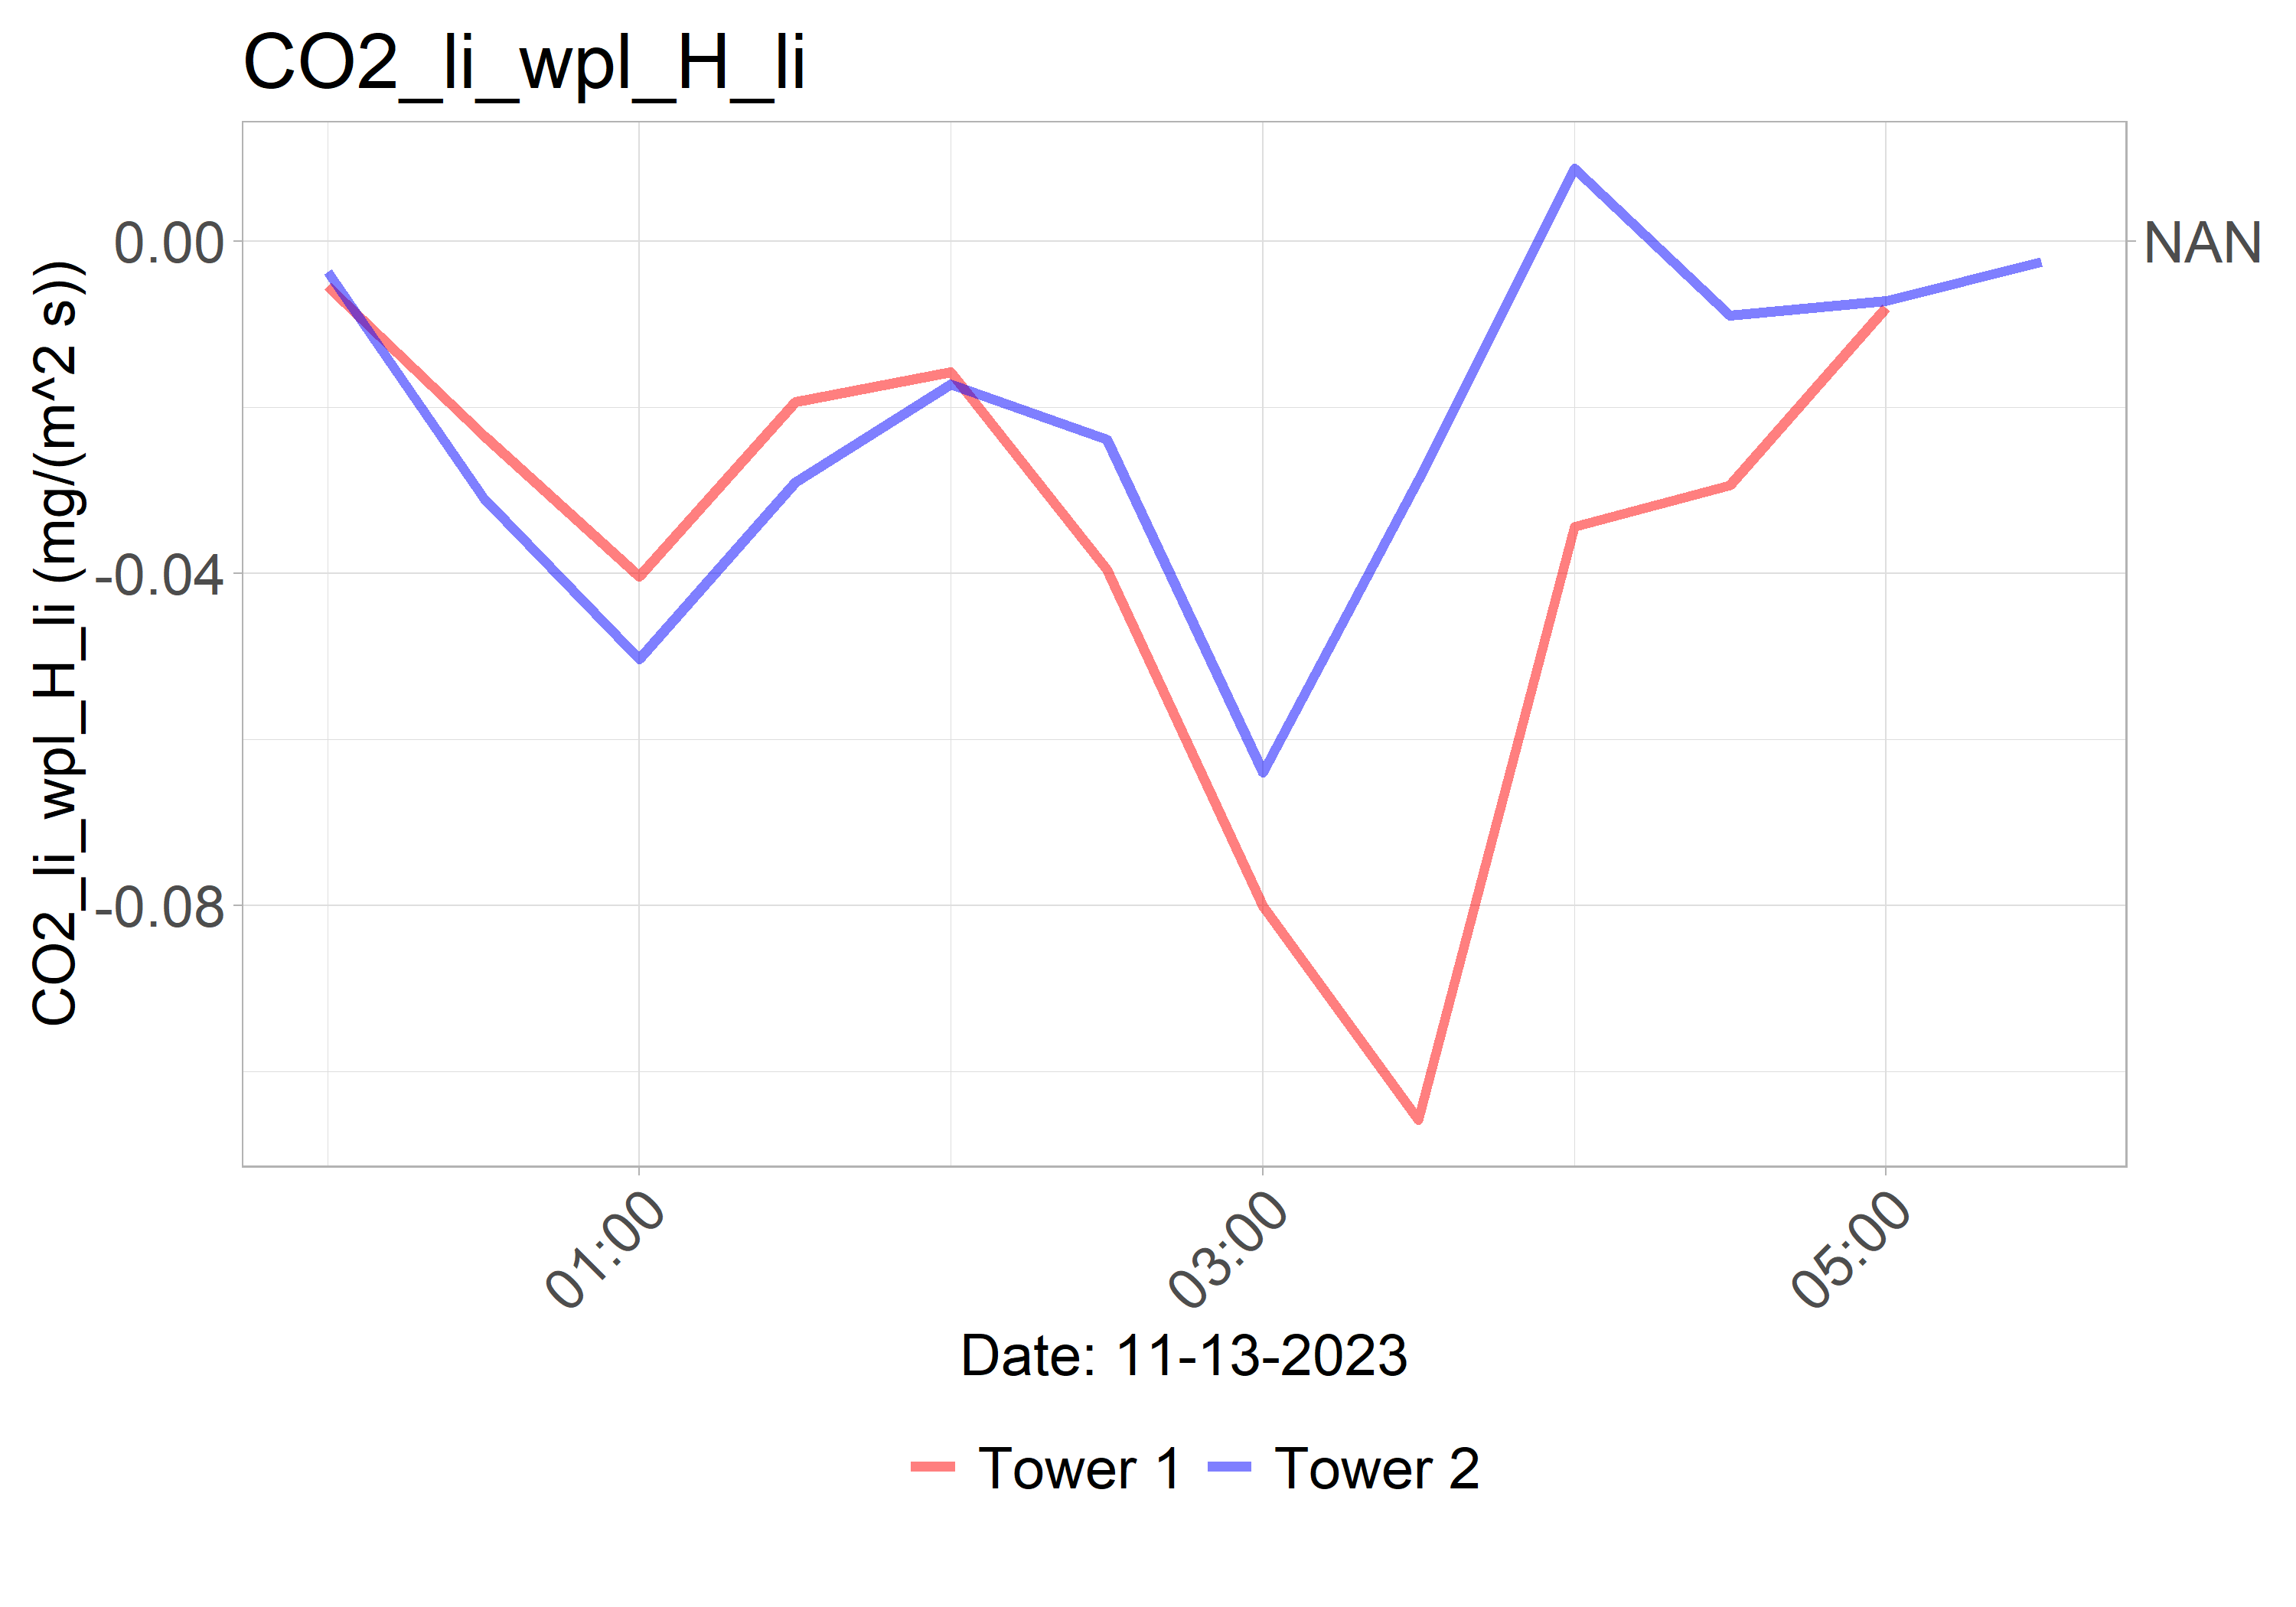 CO2_li_wpl_H_li
CO2_li_wpl_H_li (mg/(m^2 s))
0.00
-0.04
-0.08
NAN
01:00
03:00
05:00
Date: 11-13-2023
Tower 1
Tower 2